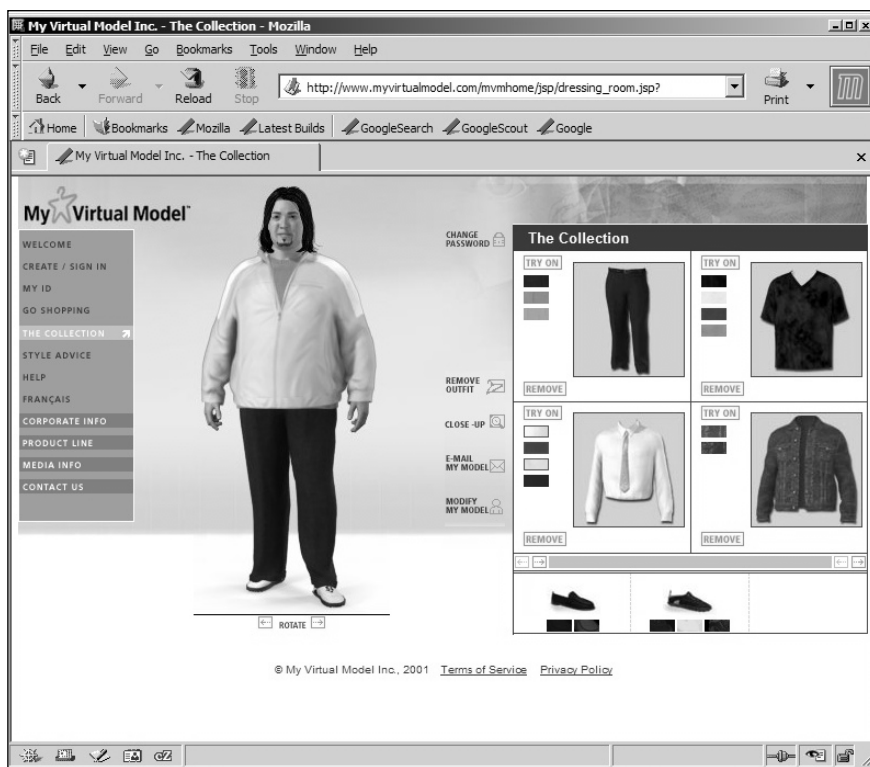 My Virtual Model Inc. - The Collection - Mozilla
File Edit View Go Bookmarks Tools Window Help
Back Forward Reload Stop http://www.myvirtualmodel.com/mvmhome/jsp/dressing_room.jsp? Print
Home Bookmarks Mozilla Latest Builds GoogleSearch GoogleScout Google
My Virtual Model Inc. - The Collection
My Virtual Model™
WELCOME
CREATE / SIGN IN
MY ID
GO SHOPPING
THE COLLECTION
STYLE ADVICE
HELP
FRANÇAIS
CORPORATE INFO
PRODUCT LINE
MEDIA INFO
CONTACT US
CHANGE
PASSWORD
REMOVE
OUTFIT
CLOSE -UP
E-MAIL
MY MODEL
MODIFY
MY MODEL
ROTATE
The Collection
TRY ON TRY ON
REMOVE REMOVE
TRY ON TRY ON
REMOVE REMOVE
© My Virtual Model Inc., 2001 Terms of Service Privacy Policy